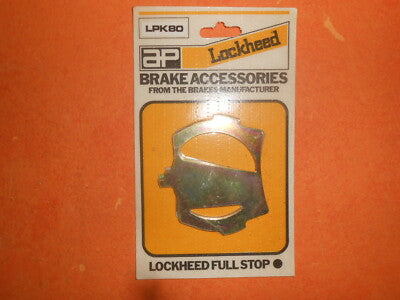 LPK80
ap Lockheed
BRAKE ACCESSORIES
FROM THE BRAKES MANUFACTURER
LOCKHEED FULL STOP